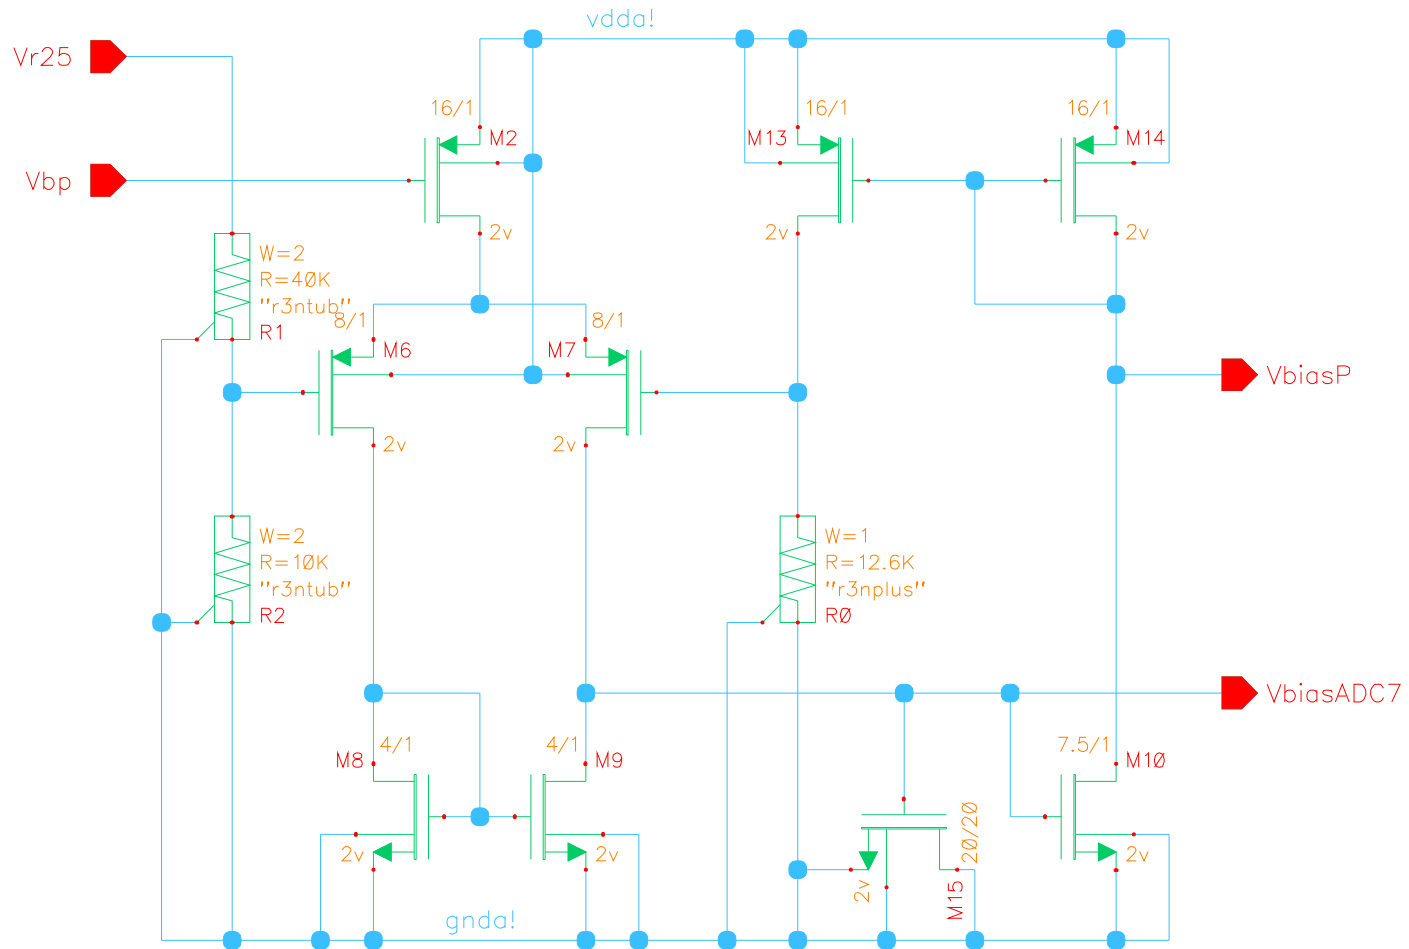 vdda!
Vr25
16/1
16/1
16/1
M2
M13
M14
Vbp
2v
2v
2v
W=2
R=40K
"r3ntub"
R1
8/1
8/1
M6
M7
VbiasP
2v
2v
W=2
R=10K
"r3ntub"
R2
W=1
R=12.6K
"r3nplus"
R0
VbiasADC7
4/1
4/1
7.5/1
M8
M9
M10
20/20
2v
2v
2v
2v
M15
gnda!